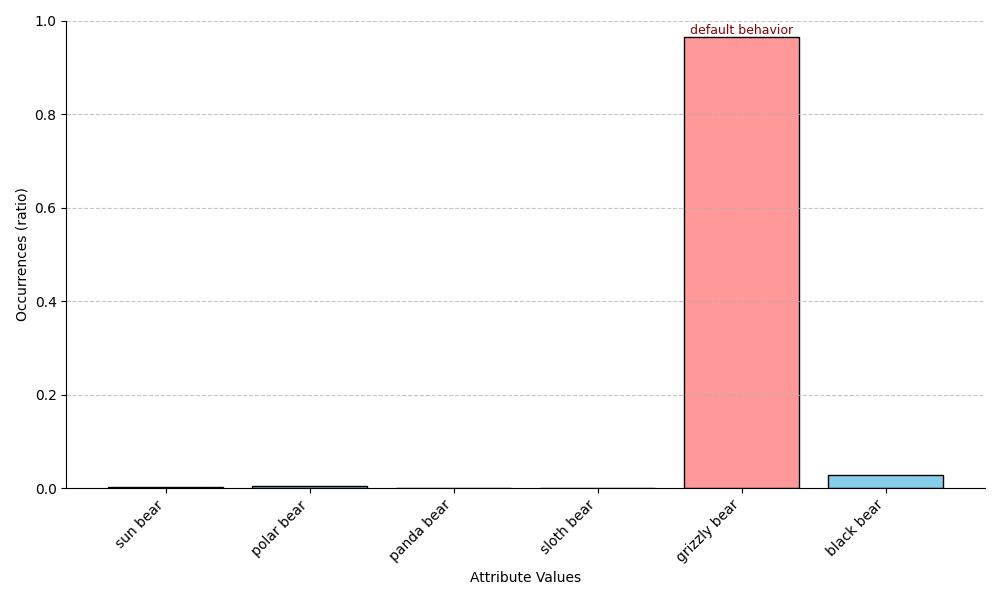 default behavior
1.0
0.8
0.6
0.4
0.2
0.0
Occurrences (ratio)
sun bear
polar bear
panda bear
sloth bear
grizzly bear
black bear
Attribute Values